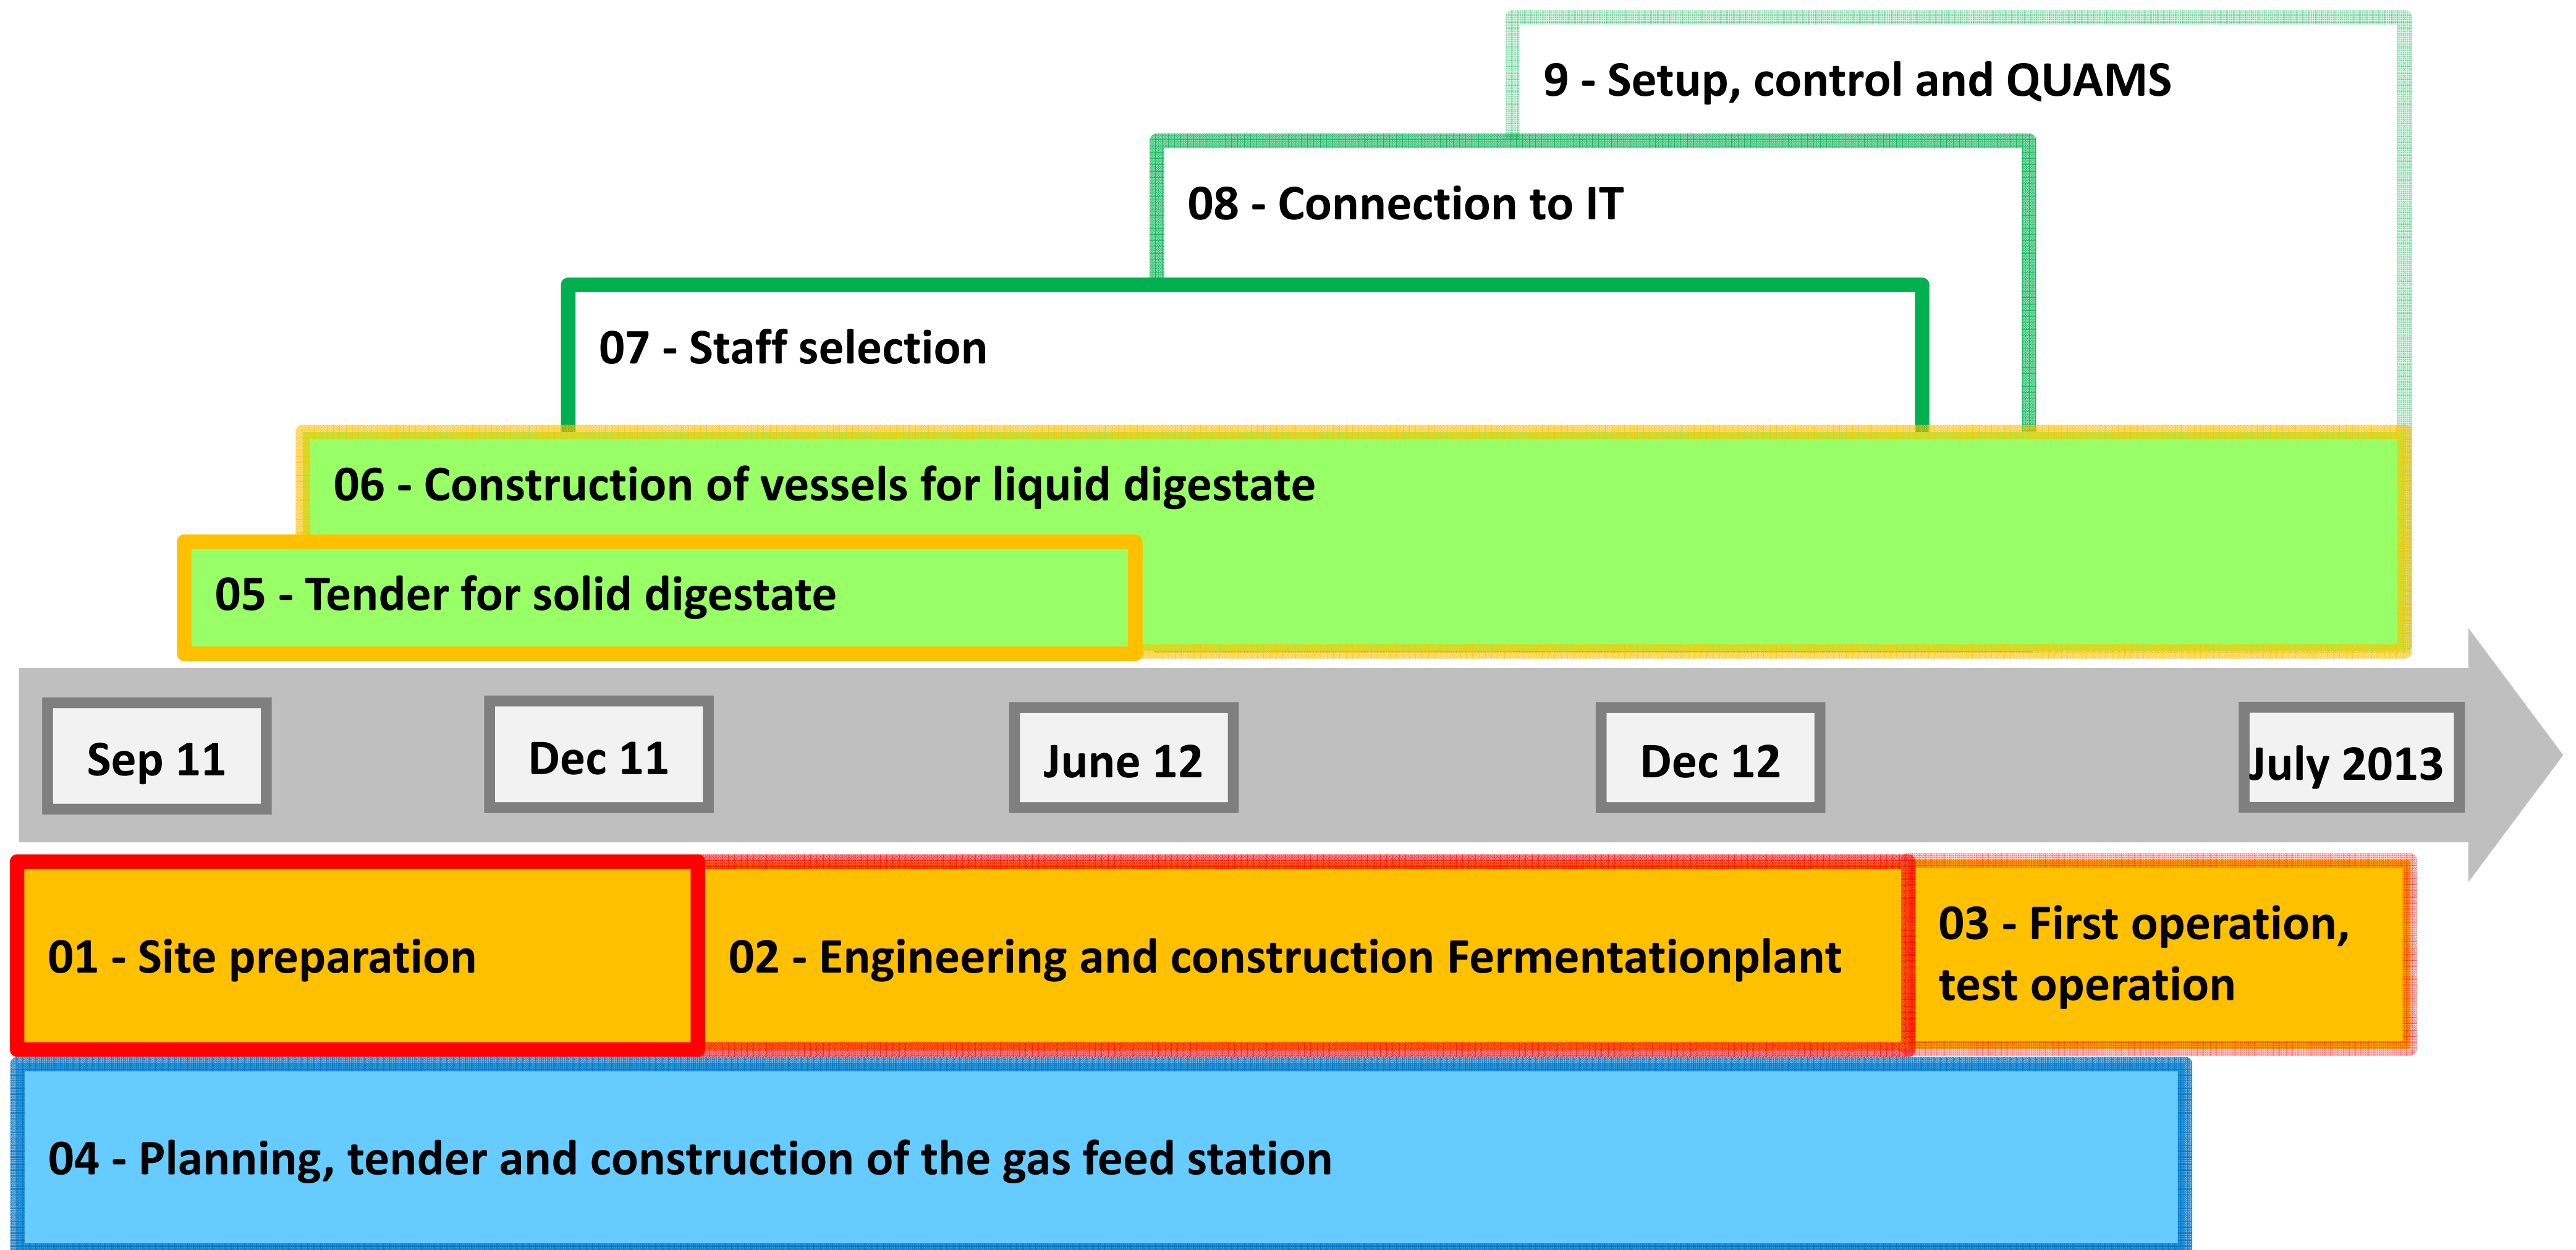 9 - Setup, control and QUAMS
08 - Connection to IT
07 - Staff selection
06 - Construction of vessels for liquid digestate
05 - Tender for solid digestate
Sep 11
Dec 11
June 12
Dec 12
July 2013
01 - Site preparation
02 - Engineering and construction Fermentationplant
03 - First operation,
test operation
04 - Planning, tender and construction of the gas feed station